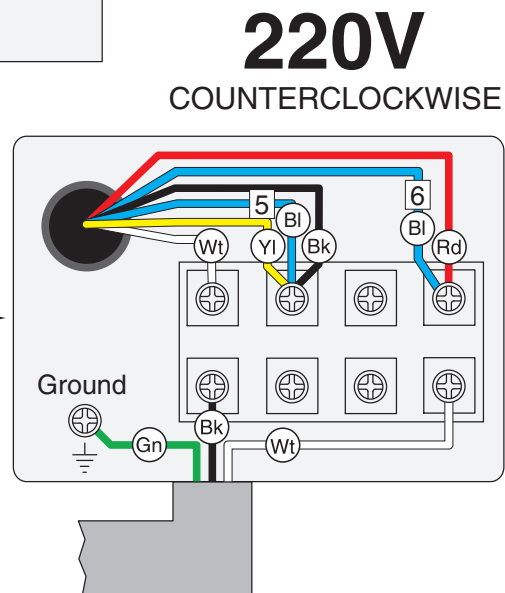 220V
COUNTERCLOCKWISE
5
6
Bl
Bl
Wt
Yl
Bk
Rd
Ground
Bk
Gn
Wt